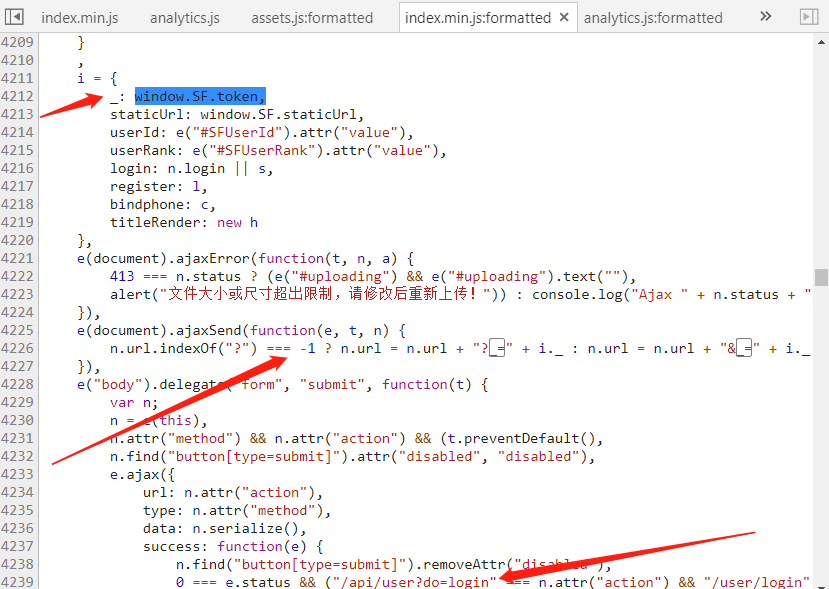 index.min.js analytics.js assets.js:formatted index.min.js:formatted × analytics.js:formatted »
4209 }
4210 ,
4211 i = {
4212 _: window.SF.token,
4213 staticUrl: window.SF.staticUrl,
4214 userId: e("#SFUserId").attr("value"),
4215 userRank: e("#SFUserRank").attr("value"),
4216 login: n.login || s,
4217 register: l,
4218 bindphone: c,
4219 titleRender: new h
4220 },
4221 e(document).ajaxError(function(t, n, a) {
4222 413 === n.status ? (e("#uploading") && e("#uploading").text(""),
4223 alert("文件大小或尺寸超出限制，请修改后重新上传！")) : console.log("Ajax " + n.status + "
4224 }),
4225 e(document).ajaxSend(function(e, t, n) {
4226 n.url.indexOf("?") === -1 ? n.url = n.url + "?_=" + i._ : n.url = n.url + "&_=" + i._
4227 }),
4228 e("body").delegate("form", "submit", function(t) {
4229 var n;
4230 n = e(this),
4231 n.attr("method") && n.attr("action") && (t.preventDefault(),
4232 n.find("button[type=submit]").attr("disabled", "disabled"),
4233 e.ajax({
4234 url: n.attr("action"),
4235 type: n.attr("method"),
4236 data: n.serialize(),
4237 success: function(e) {
4238 n.find("button[type=submit]").removeAttr("disabled"),
4239 0 === e.status && ("/api/user?do=login" === n.attr("action") && "/user/login"